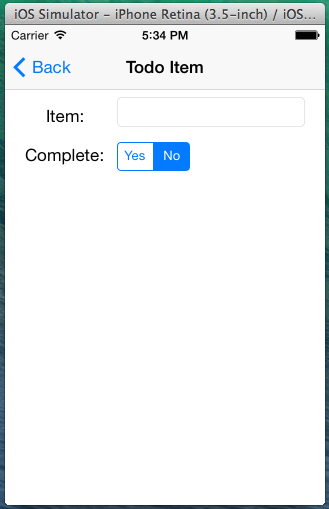 iOS Simulator – iPhone Retina (3.5–inch) / iOS...
Carrier 5:34 PM
Back Todo Item
Item:
Complete: Yes No